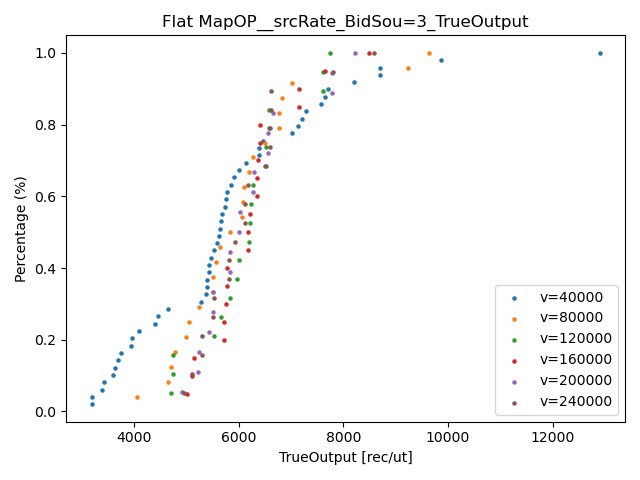 Flat MapOP__srcRate_BidSou=3_TrueOutput
Percentage (%)
1.0
0.8
0.6
0.4
0.2
0.0
v=40000
v=80000
v=120000
v=160000
v=200000
v=240000
4000
6000
8000
10000
12000
TrueOutput [rec/ut]